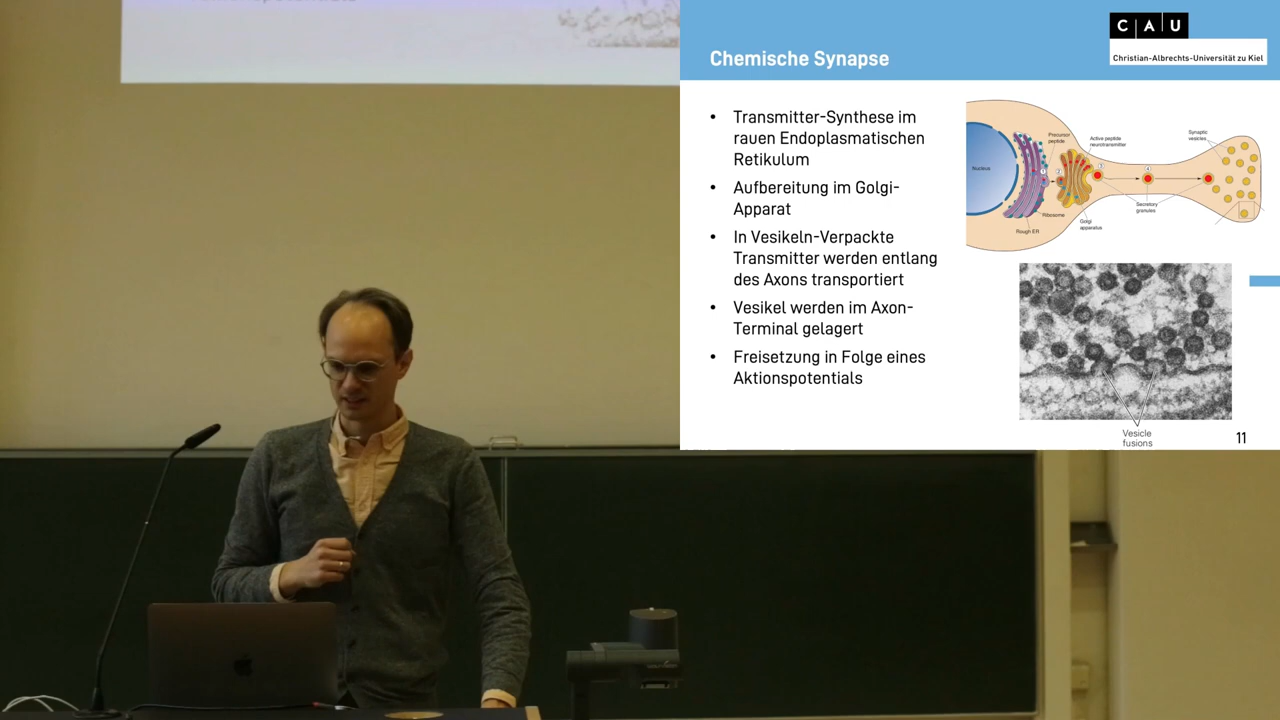 Chemische Synapse
C A U
Christian-Albrechts-Universität zu Kiel
• Transmitter-Synthese im
rauen Endoplasmatischen
Retikulum
• Aufbereitung im Golgi-
Apparat
• In Vesikeln-Verpackte
Transmitter werden entlang
des Axons transportiert
• Vesikel werden im Axon-
Terminal gelagert
• Freisetzung in Folge eines
Aktionspotentials
Precursor
peptide
Active peptide
neurotransmitter
Synaptic
vesicles
Nucleus
Secretory
granules
Ribosome
Golgi
apparatus
Rough ER
Vesicle
fusions
11